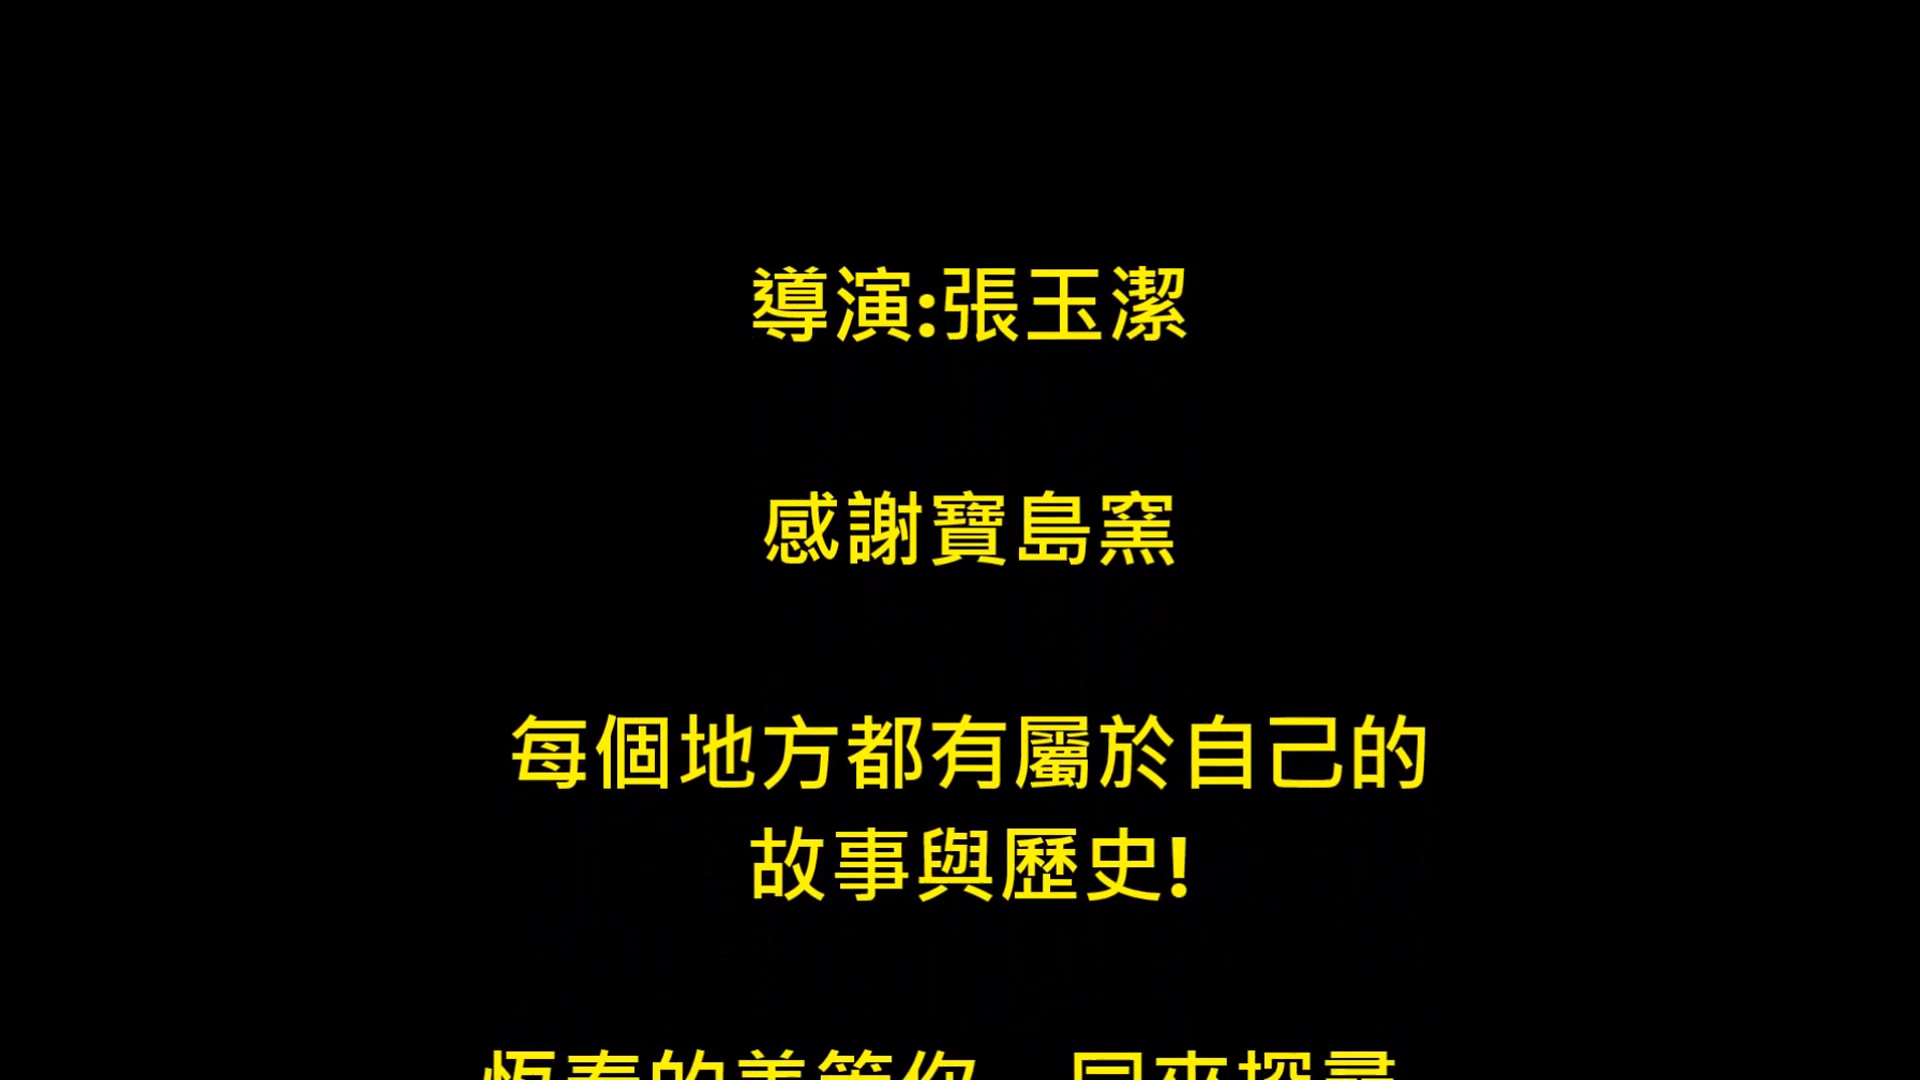 導演:張玉潔
感謝寶島窯
每個地方都有屬於自己的
故事與歷史!